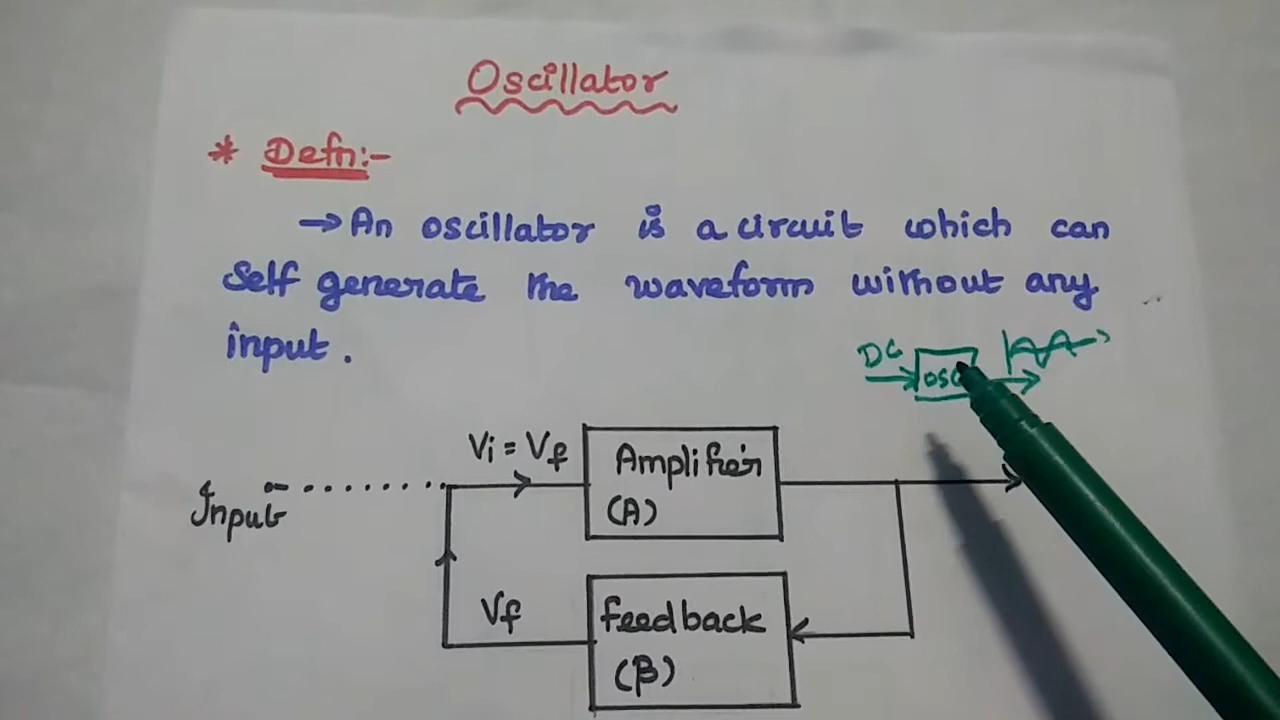 Oscillator
* Defn:-
→ An oscillator is a circuit which can
self generate the waveform without any
input.
DC
OSC
Vi = Vf
Amplifier
(A)
Input
Vf
feedback
(β)